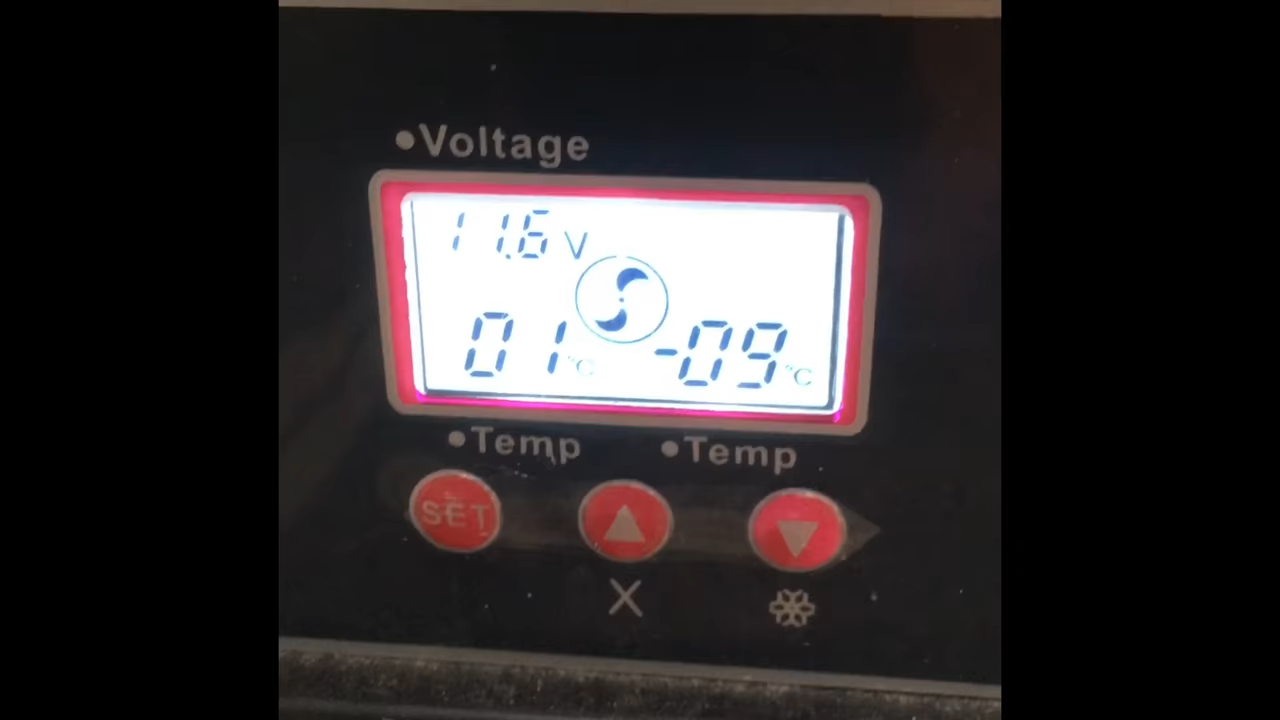 •Voltage
11.6 V
01°C -09°C
•Temp •Temp
SET
X